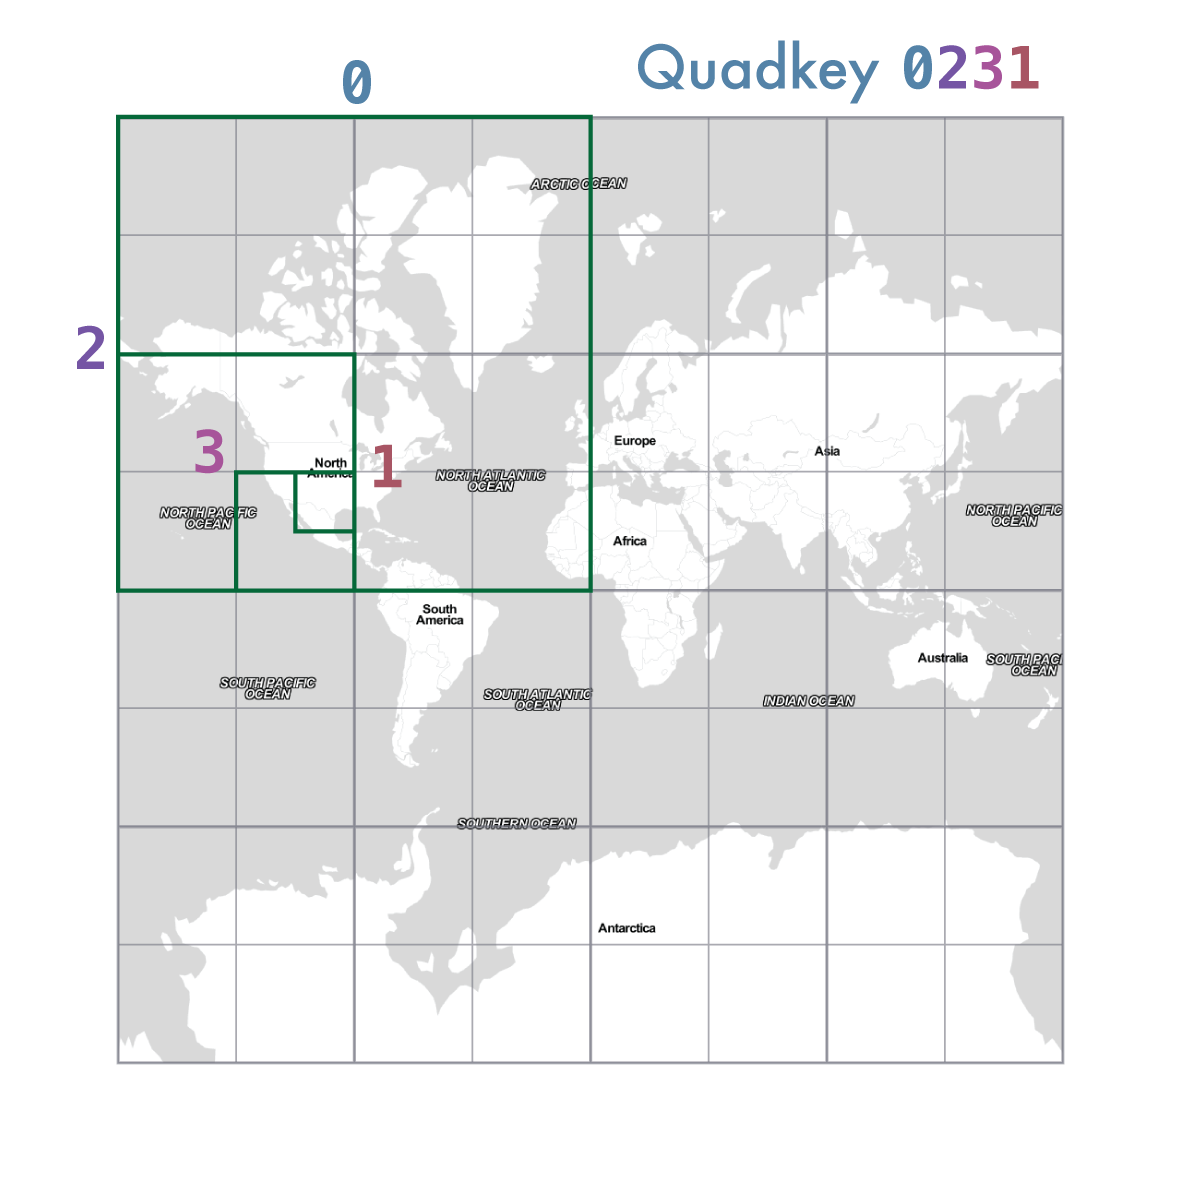 0
Quadkey 0231
ARCTIC OCEAN
2
3
1
North
America
Europe
Asia
NORTH ATLANTIC
OCEAN
NORTH PACIFIC
OCEAN
NORTH PACIFIC
OCEAN
Africa
South
America
Australia
SOUTH PACI
OCEAN
SOUTH PACIFIC
OCEAN
SOUTH ATLANTIC
OCEAN
INDIAN OCEAN
SOUTHERN OCEAN
Antarctica